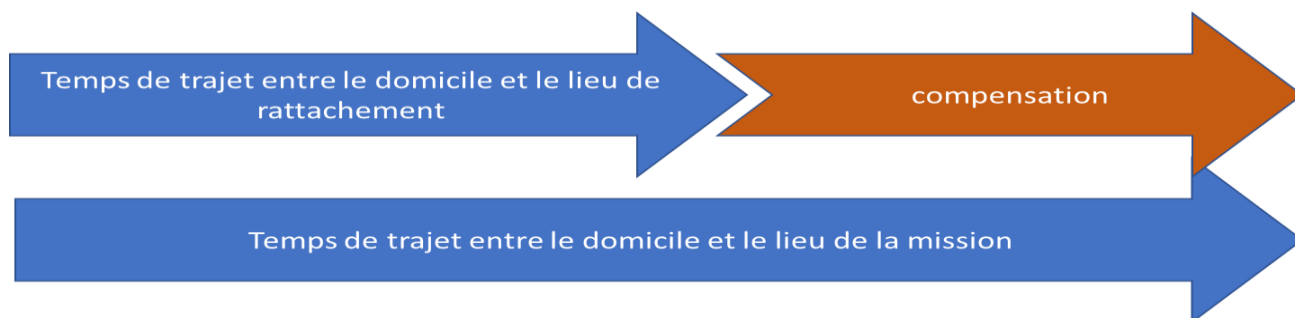 Temps de trajet entre le domicile et le lieu de
rattachement
compensation
Temps de trajet entre le domicile et le lieu de la mission